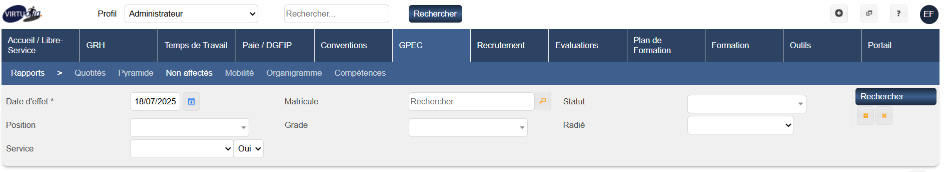 VIRTUALIA Profil Administrateur Rechercher... Rechercher ? EF
Accueil / Libre-Service GRH Temps de Travail Paie / DGFIP Conventions GPEC Recrutement Evaluations Plan de Formation Formation Outils Portail
Rapports > Quotités Pyramide Non affectés Mobilité Organigramme Compétences
Date d'effet * 18/07/2025 Matricule Rechercher Statut Rechercher
Position Grade Radié
Service Oui